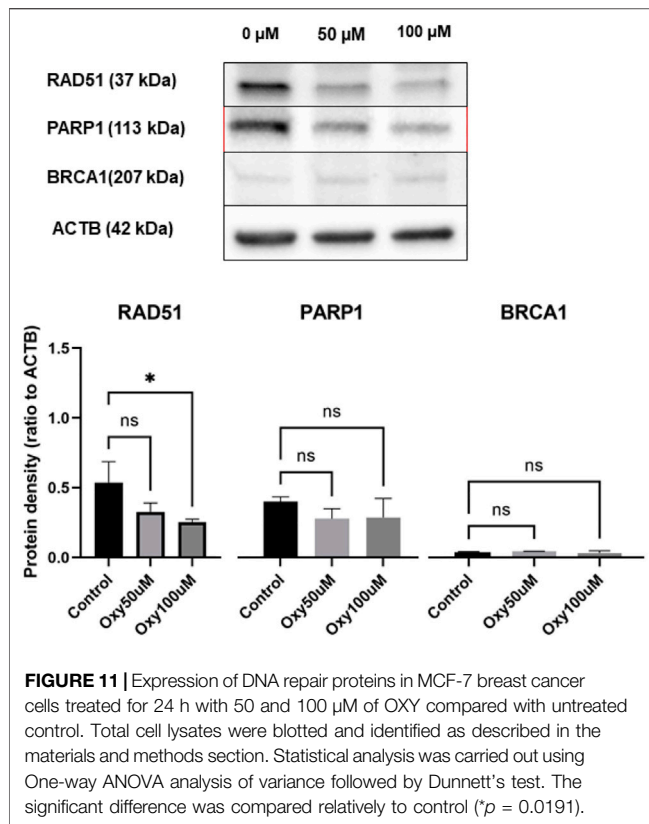 0 µM 50 µM 100 µM
RAD51 (37 kDa)
PARP1 (113 kDa)
BRCA1(207 kDa)
ACTB (42 kDa)
RAD51 PARP1 BRCA1
Protein density (ratio to ACTB)
1.5
1.0
0.5
0.0
*
ns
ns
ns
ns
ns
Control Oxy50uM Oxy100uM Control Oxy50uM Oxy100uM Control Oxy50uM Oxy100uM
FIGURE 11 | Expression of DNA repair proteins in MCF-7 breast cancer
cells treated for 24 h with 50 and 100 µM of OXY compared with untreated
control. Total cell lysates were blotted and identified as described in the
materials and methods section. Statistical analysis was carried out using
One-way ANOVA analysis of variance followed by Dunnett's test. The
significant difference was compared relatively to control (*p = 0.0191).